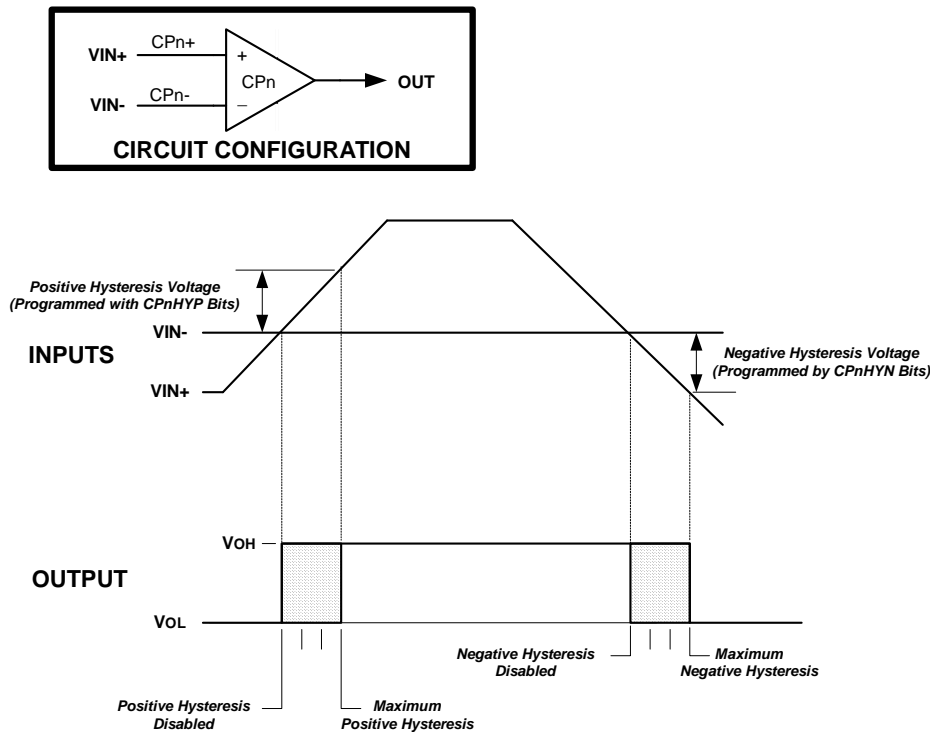 VIN+
CPn+
+
CPn
OUT
VIN-
CPn-
_
CIRCUIT CONFIGURATION
Positive Hysteresis Voltage
(Programmed with CPnHYP Bits)
VIN-
INPUTS
Negative Hysteresis Voltage
(Programmed by CPnHYN Bits)
VIN+
VOH
OUTPUT
VOL
Negative Hysteresis
Disabled
Maximum
Negative Hysteresis
Positive Hysteresis
Disabled
Maximum
Positive Hysteresis